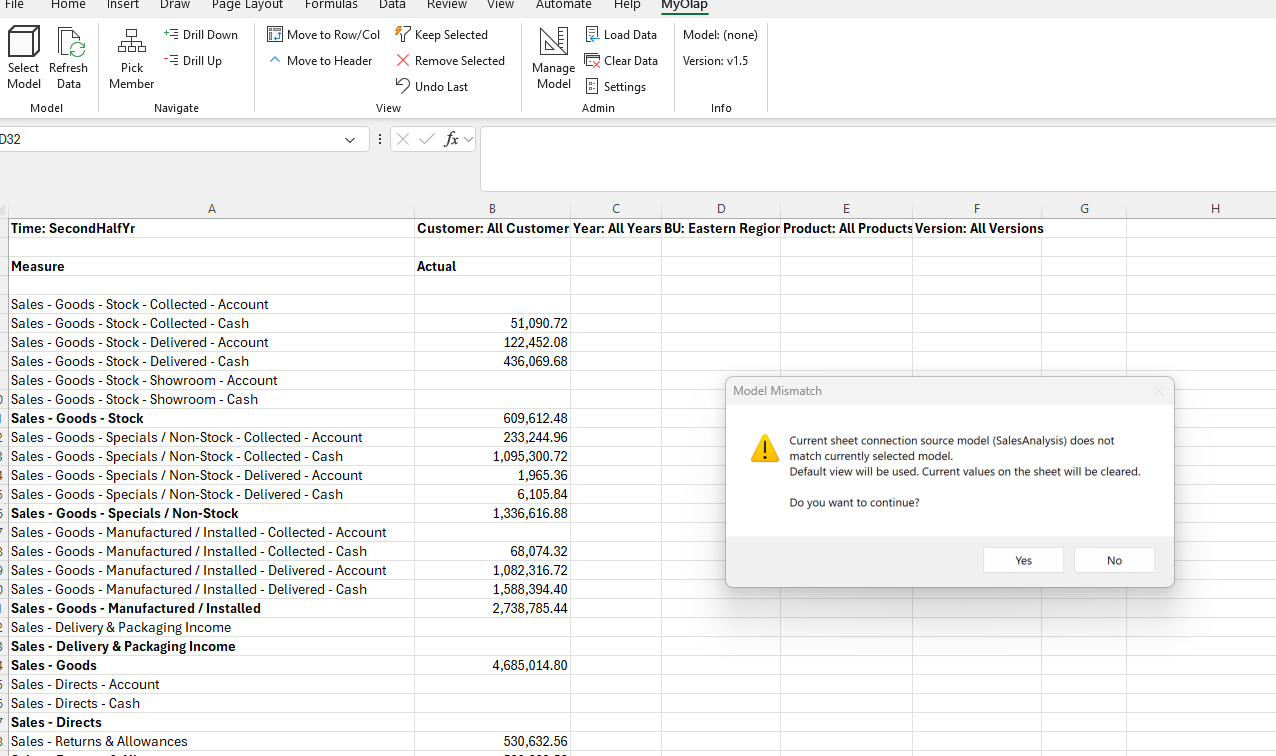 File Home Insert Draw Page Layout Formulas Data Review View Automate Help MyOlap
Select Model
Refresh Data
Model
Pick Member
Drill Down
Drill Up
Navigate
Move to Row/Col
Move to Header
Keep Selected
Remove Selected
Undo Last
View
Manage Model
Load Data
Clear Data
Settings
Admin
Model: (none)
Version: v1.5
Info
D32
fx
A B C D E F G H
Time: SecondHalfYr Customer: All Customer Year: All Years BU: Eastern Region Product: All Products Version: All Versions
Measure Actual
Sales - Goods - Stock - Collected - Account
Sales - Goods - Stock - Collected - Cash 51,090.72
Sales - Goods - Stock - Delivered - Account 122,452.08
Sales - Goods - Stock - Delivered - Cash 436,069.68
Sales - Goods - Stock - Showroom - Account
Sales - Goods - Stock - Showroom - Cash
Sales - Goods - Stock 609,612.48
Sales - Goods - Specials / Non-Stock - Collected - Account 233,244.96
Sales - Goods - Specials / Non-Stock - Collected - Cash 1,095,300.72
Sales - Goods - Specials / Non-Stock - Delivered - Account 1,965.36
Sales - Goods - Specials / Non-Stock - Delivered - Cash 6,105.84
Sales - Goods - Specials / Non-Stock 1,336,616.88
Sales - Goods - Manufactured / Installed - Collected - Account
Sales - Goods - Manufactured / Installed - Collected - Cash 68,074.32
Sales - Goods - Manufactured / Installed - Delivered - Account 1,082,316.72
Sales - Goods - Manufactured / Installed - Delivered - Cash 1,588,394.40
Sales - Goods - Manufactured / Installed 2,738,785.44
Sales - Delivery & Packaging Income
Sales - Delivery & Packaging Income
Sales - Goods 4,685,014.80
Sales - Directs - Account
Sales - Directs - Cash
Sales - Directs
Sales - Returns & Allowances 530,632.56
Model Mismatch
Current sheet connection source model (SalesAnalysis) does not
match currently selected model.
Default view will be used. Current values on the sheet will be cleared.
Do you want to continue?
Yes No